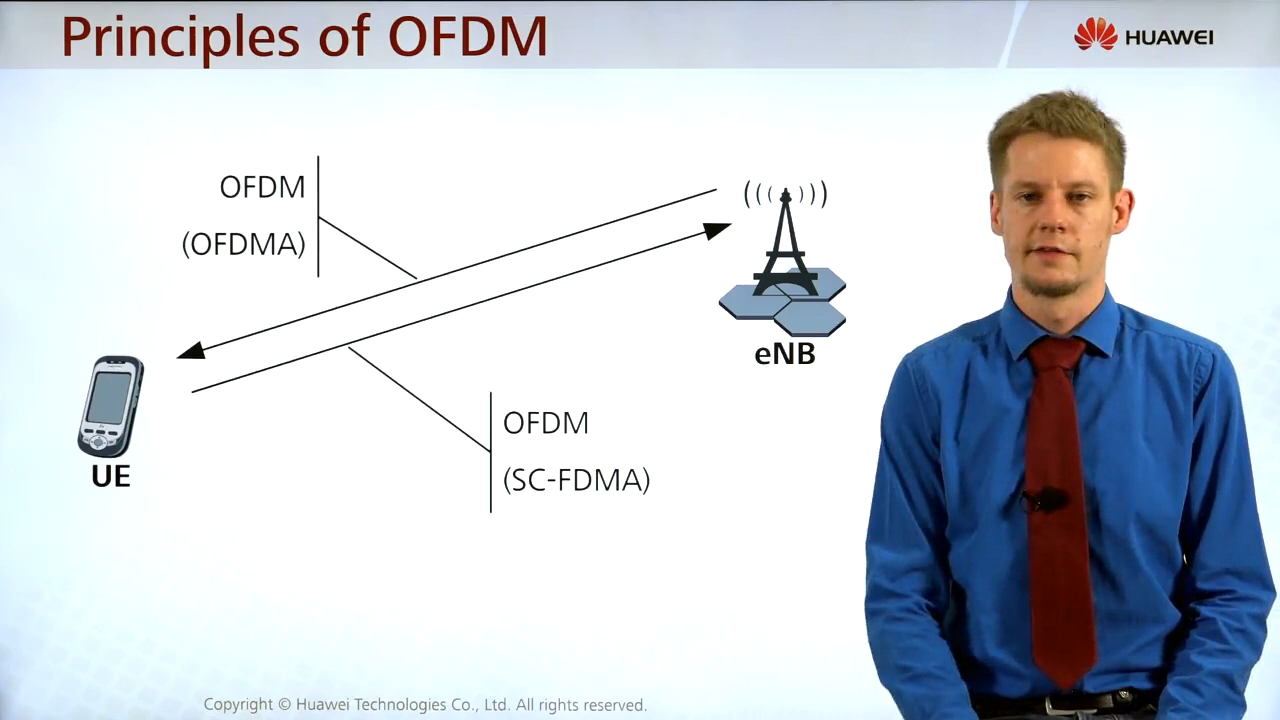 Principles of OFDM
HUAWEI
OFDM
(OFDMA)
eNB
OFDM
(SC-FDMA)
UE
Copyright © Huawei Technologies Co., Ltd. All rights reserved.